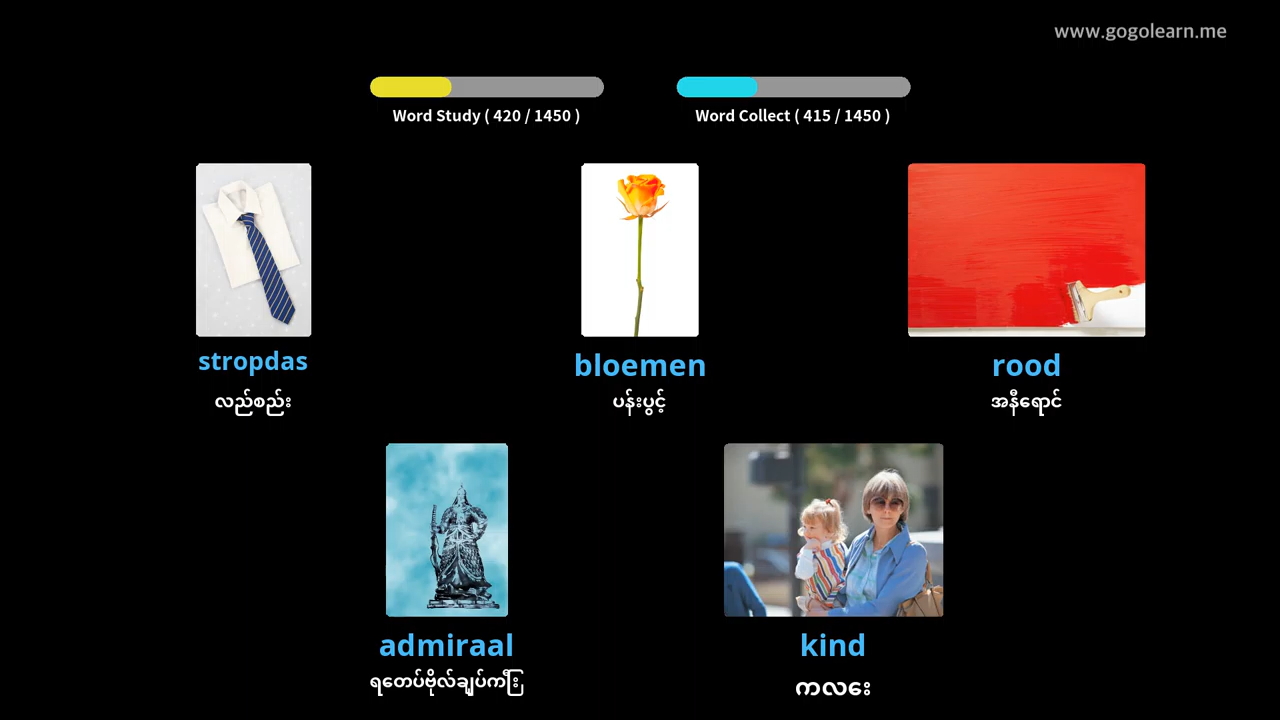 www.gogolearn.me
Word Study ( 420 / 1450 )
Word Collect ( 415 / 1450 )
stropdas
bloemen
rood
လည်စည်း
ပန်းပွင့်
အနီရောင်
admiraal
kind
ရေတပ်ဗိုလ်ချုပ်ကြီး
ကလေး